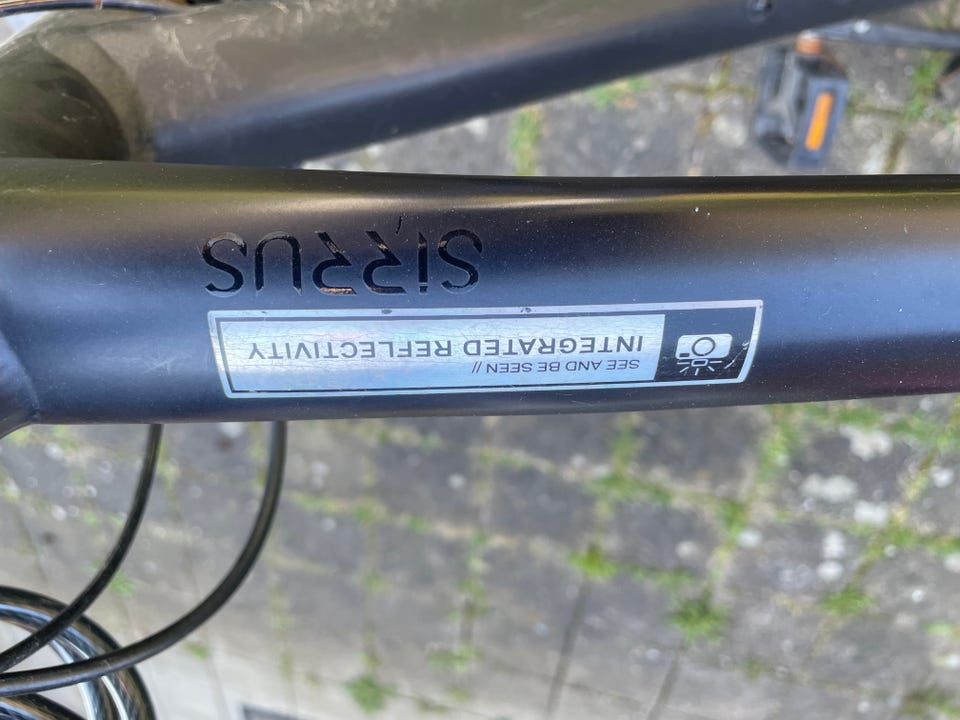 SEE AND BE SEEN //
INTEGRATED REFLECTIVITY
SiRRUS